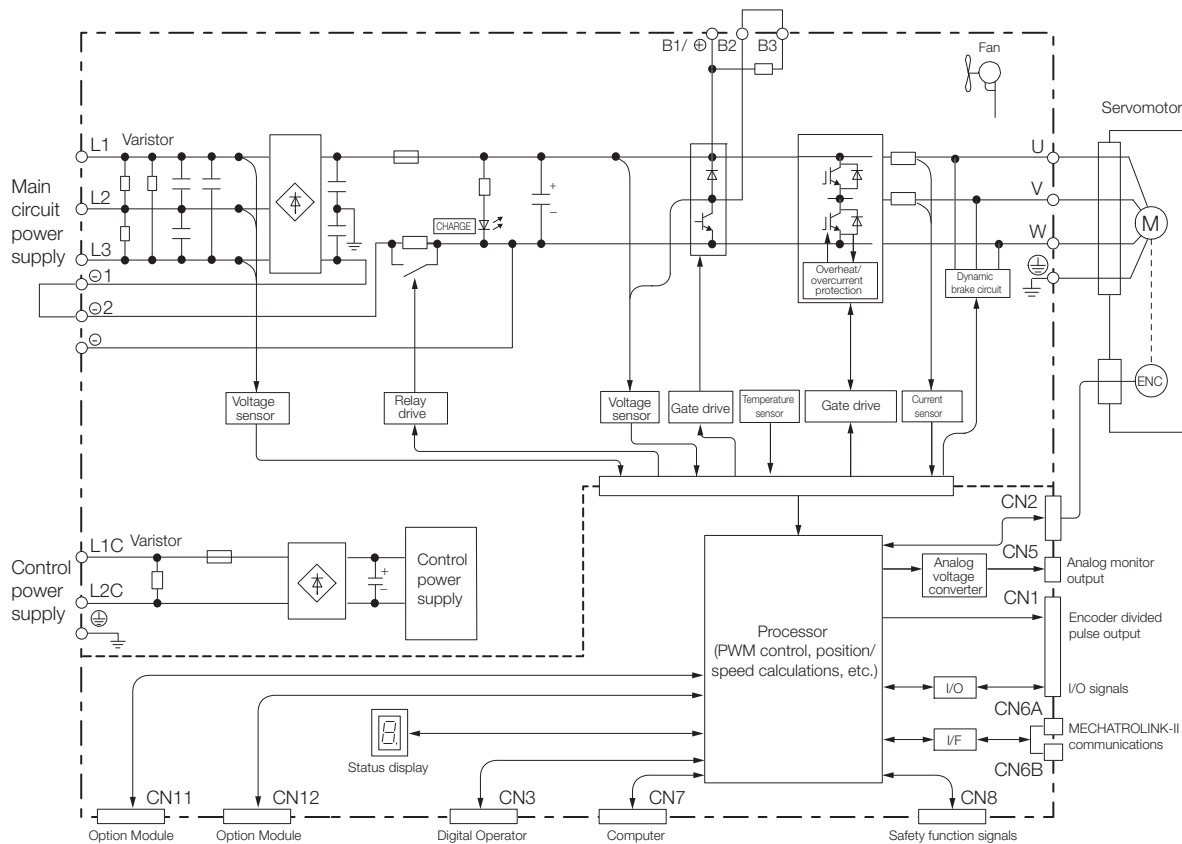 B1/ ⊕ B2 B3
Fan
Servomotor
L1 Varistor
U
Main
circuit
power
supply
L2
V
M
CHARGE
L3
W
⊖ 1
Overheat/
overcurrent
protection
Dynamic
brake circuit
⊖ 2
⊖
ENC
Voltage
sensor
Relay
drive
Voltage
sensor
Gate drive
Temperature
sensor
Gate drive
Current
sensor
CN2
L1C Varistor
Control
power
supply
L2C
Control
power
supply
CN5
Analog
voltage
converter
Analog monitor
output
CN1
Encoder divided
pulse output
Processor
(PWM control, position/
speed calculations, etc.)
I/O
I/O signals
CN6A
I/F
MECHATROLINK-II
communications
CN6B
8.
Status display
CN11
CN12
CN3
CN7
CN8
Option Module
Option Module
Digital Operator
Computer
Safety function signals